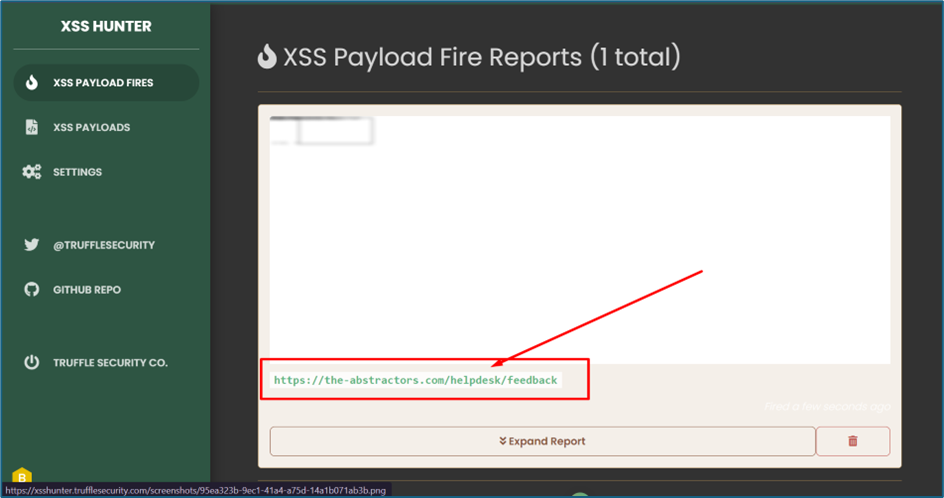 XSS HUNTER
XSS PAYLOAD FIRES
XSS PAYLOADS
SETTINGS
@TRUFFLESECURITY
GITHUB REPO
TRUFFLE SECURITY CO.
B
XSS Payload Fire Reports (1 total)
https://the-abstractors.com/helpdesk/feedback
Fired a few seconds ago
Expand Report
https://xsshunter.trufflesecurity.com/screenshots/95ea323b-9ec1-41a4-a75d-14a1b071ab3b.png